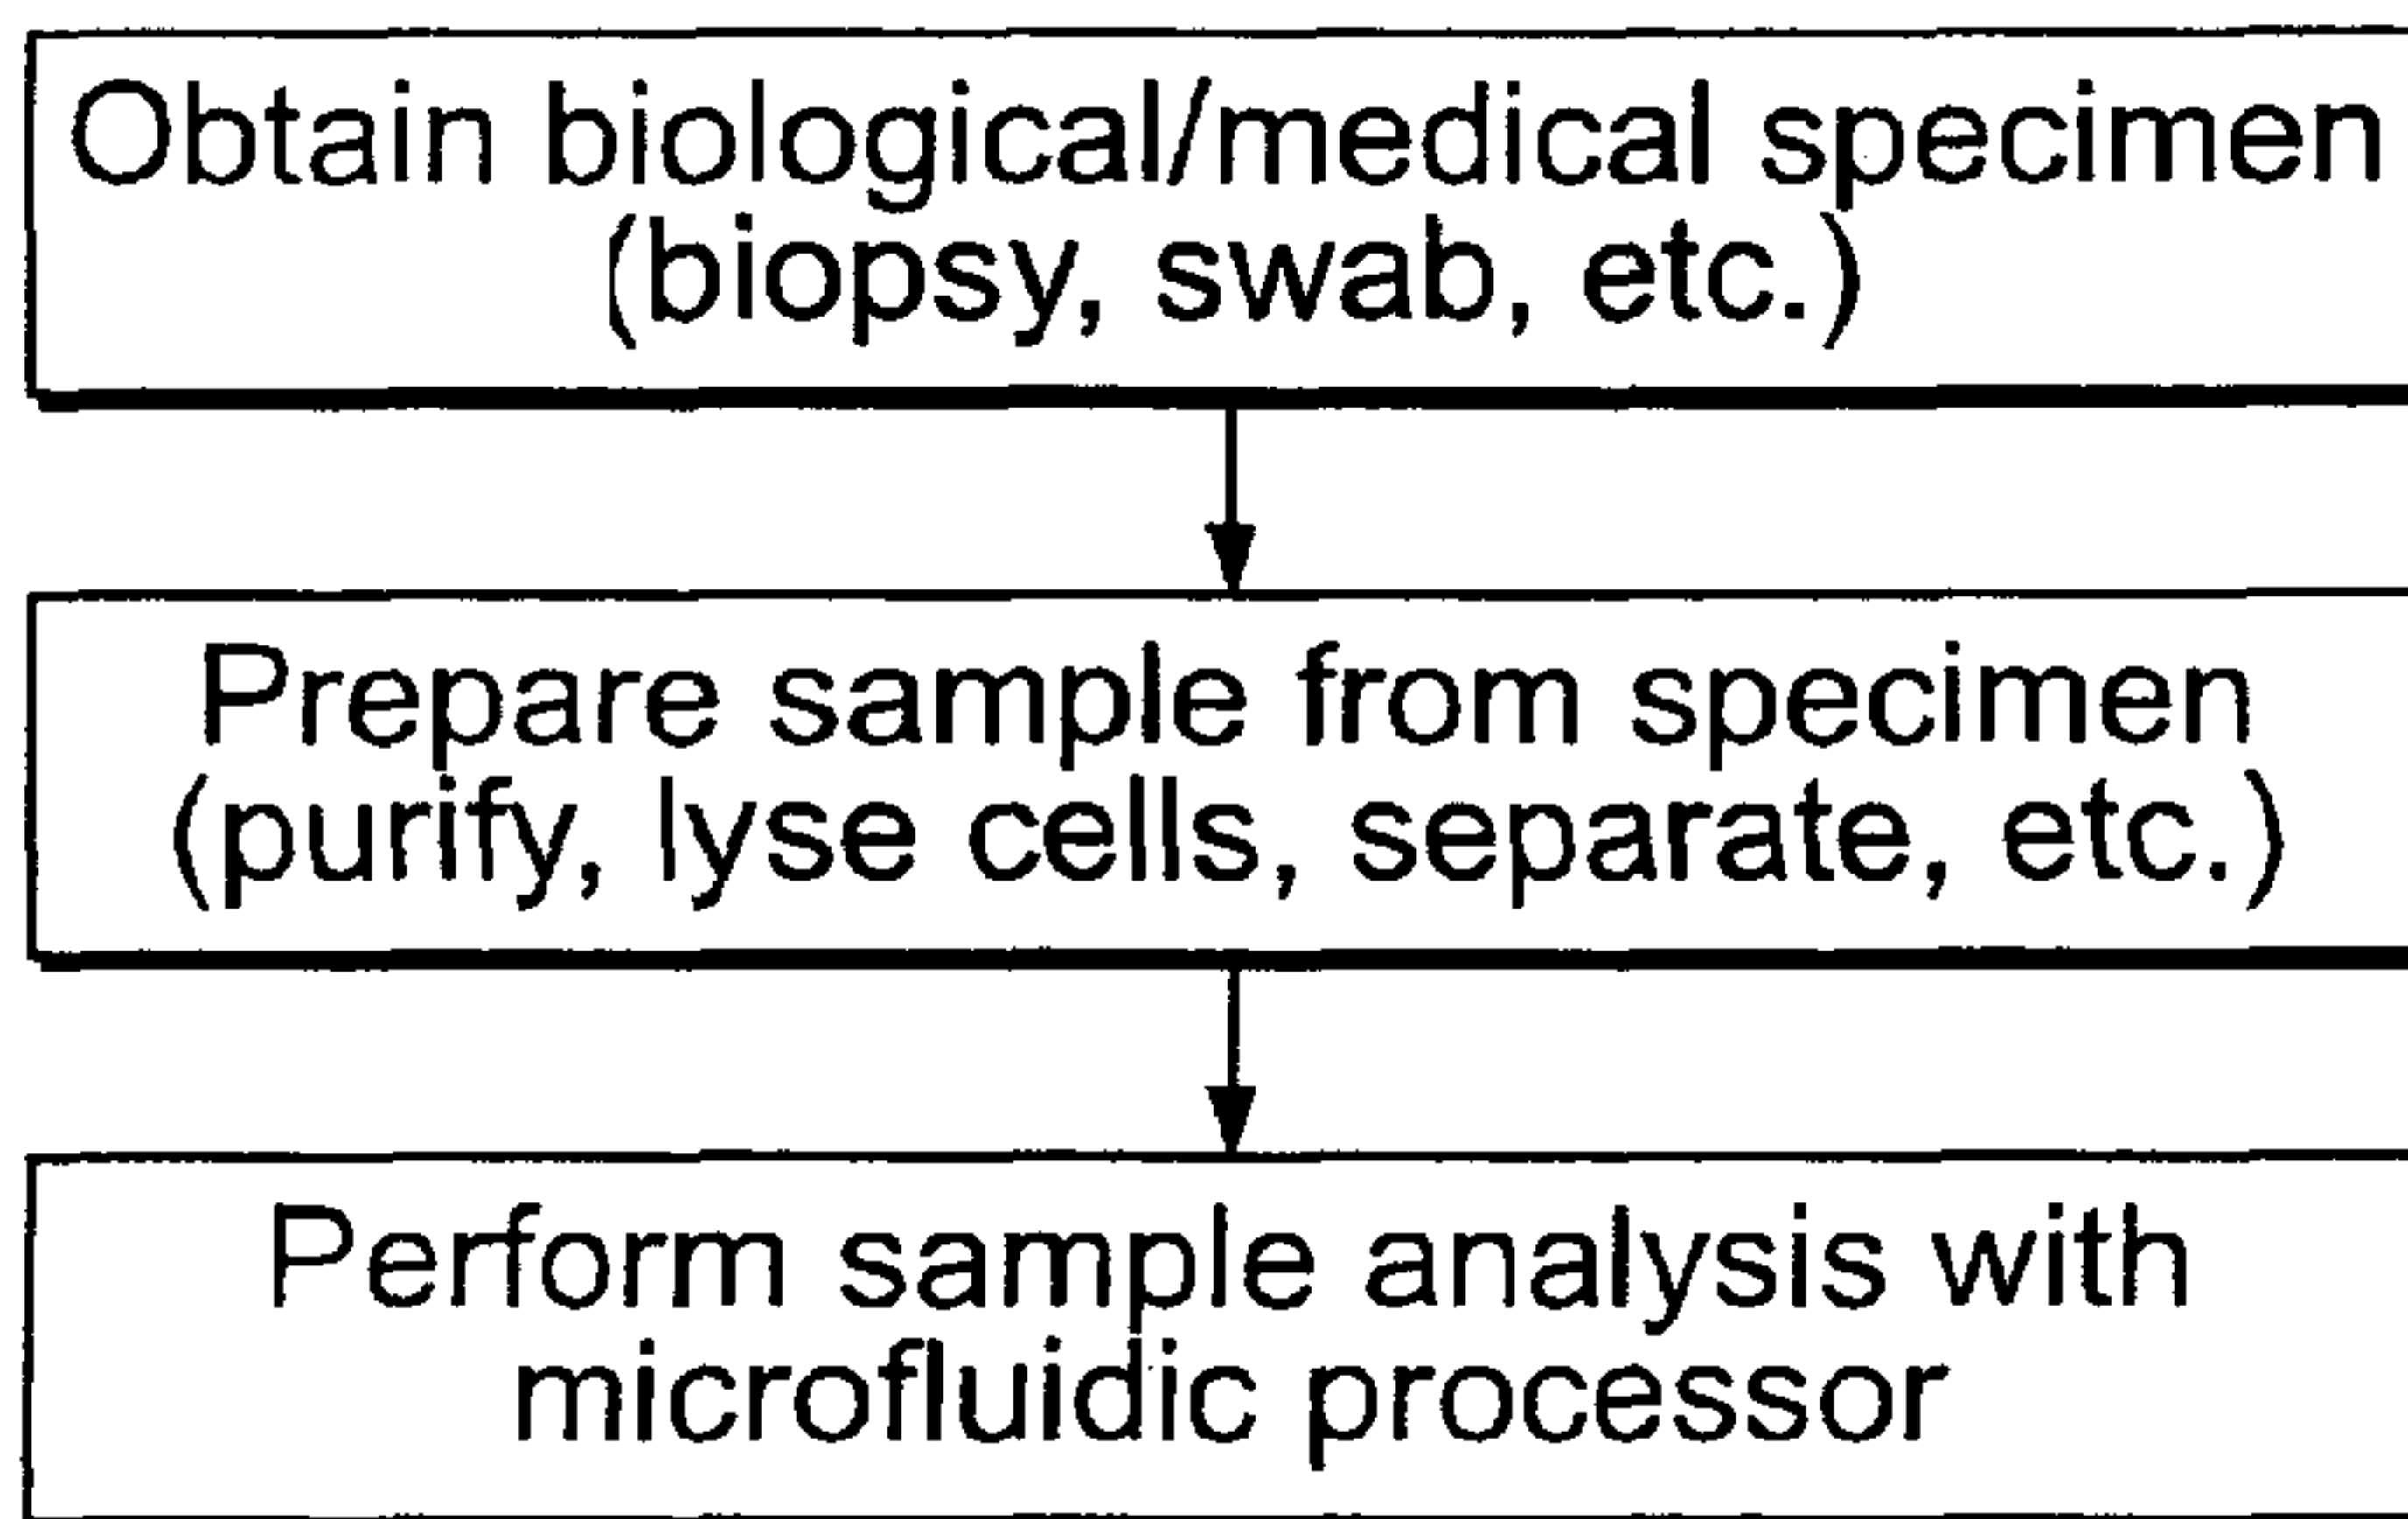 Obtain biological/medical specimen
(biopsy, swab, etc.)
Prepare sample from specimen
(purify, lyse cells, separate, etc.)
Perform sample analysis with
microfluidic processor